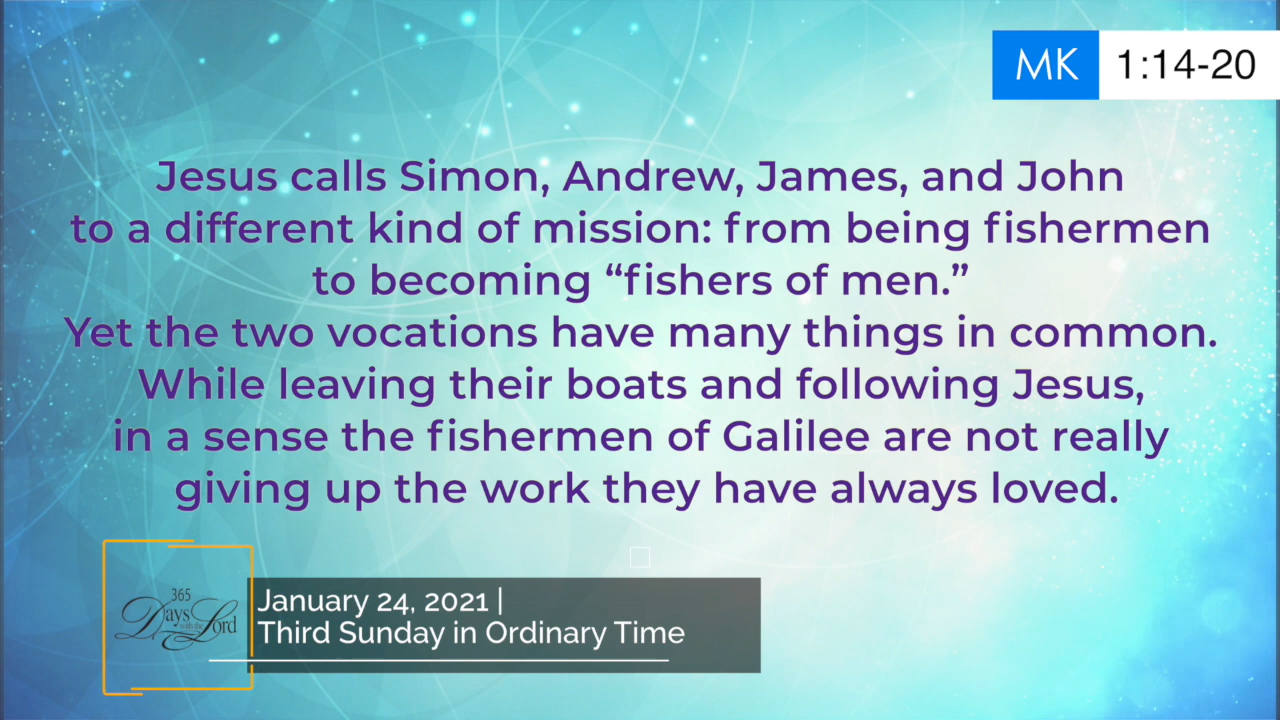 MK 1:14-20
Jesus calls Simon, Andrew, James, and John
to a different kind of mission: from being fishermen
to becoming “fishers of men.”
Yet the two vocations have many things in common.
While leaving their boats and following Jesus,
in a sense the fishermen of Galilee are not really
giving up the work they have always loved.
365
Days with the Lord
January 24, 2021 |
Third Sunday in Ordinary Time